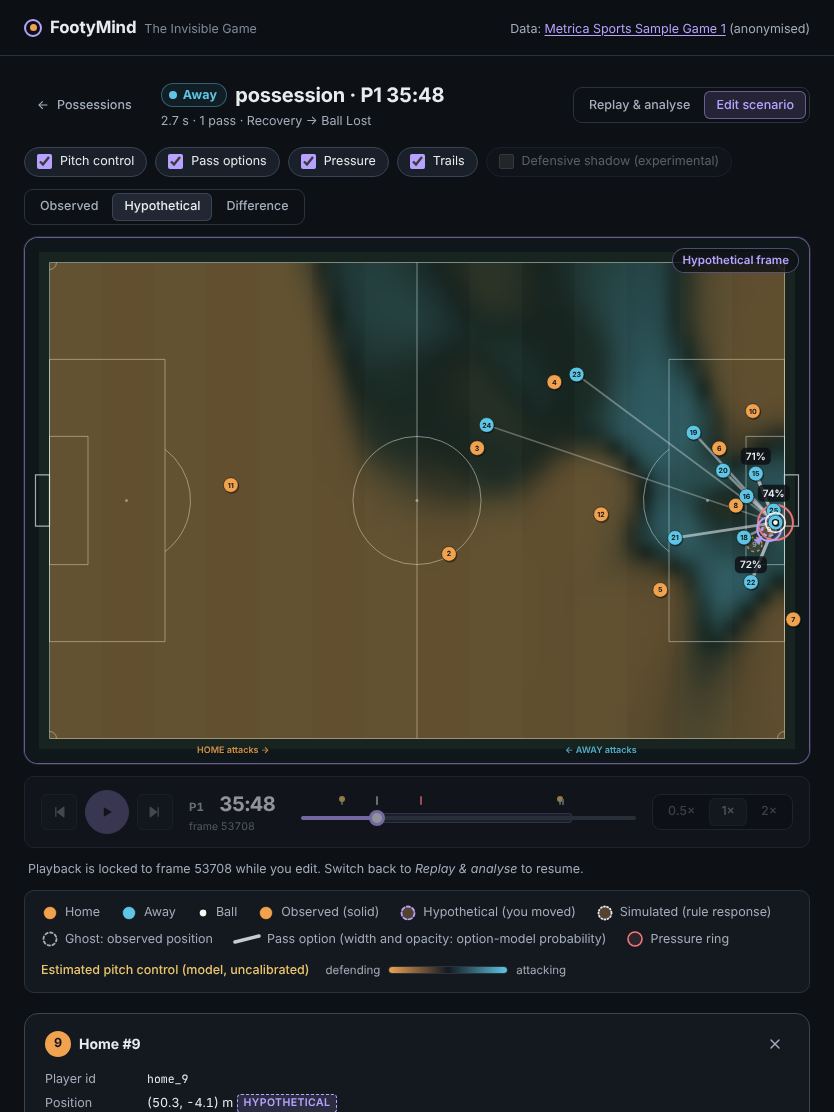 FootyMind The Invisible Game Data: Metrica Sports Sample Game 1 (anonymised)
← Possessions Away possession · P1 35:48 Replay & analyse Edit scenario
2.7 s · 1 pass · Recovery → Ball Lost
Pitch control Pass options Pressure Trails Defensive shadow (experimental)
Observed Hypothetical Difference
Hypothetical frame
23
4
10
24
19
3 6
71%
20 15
11
74%
16
8
12
18
21
2
72%
22
5
7
HOME attacks → ← AWAY attacks
P1 35:48 0.5× 1× 2×
frame 53708
Playback is locked to frame 53708 while you edit. Switch back to Replay & analyse to resume.
Home Away Ball Observed (solid) Hypothetical (you moved) Simulated (rule response)
Ghost: observed position Pass option (width and opacity: option-model probability) Pressure ring
Estimated pitch control (model, uncalibrated) defending attacking
9 Home #9 ×
Player id home_9
Position (50.3, -4.1) m HYPOTHETICAL